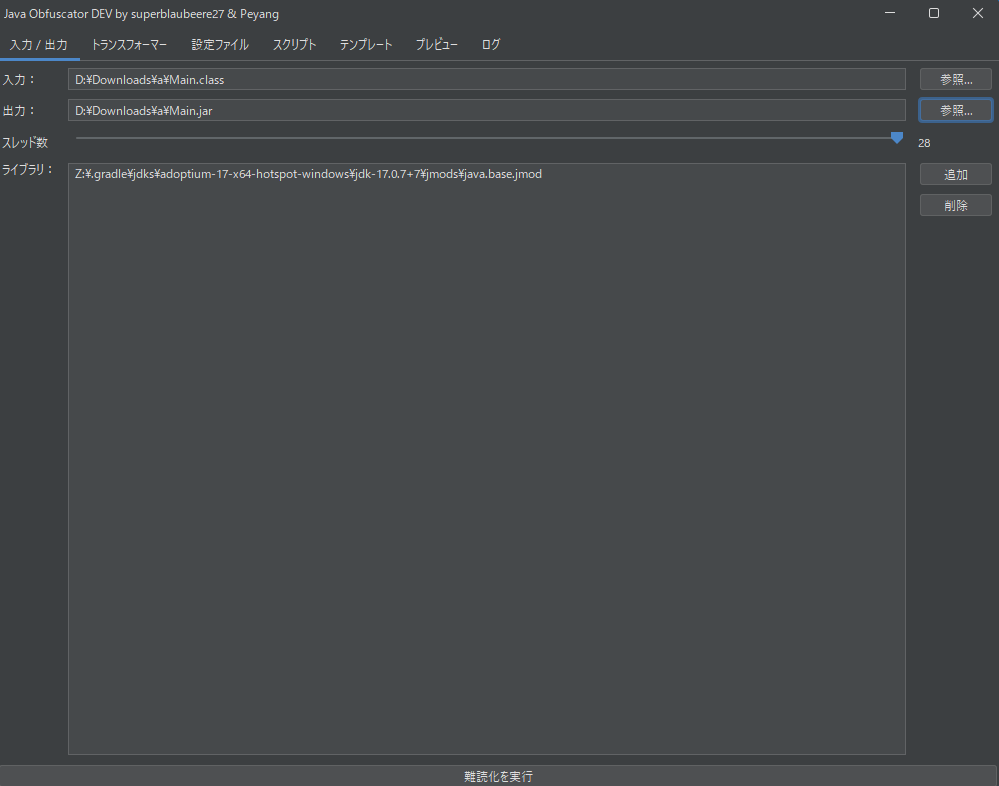 Java Obfuscator DEV by superblaubeere27 & Peyang
入力 / 出力 トランスフォーマー 設定ファイル スクリプト テンプレート プレビュー ログ
入力： D:¥Downloads¥a¥Main.class 参照...
出力： D:¥Downloads¥a¥Main.jar 参照...
スレッド数 28
ライブラリ： Z:¥.gradle¥jdks¥adoptium-17-x64-hotspot-windows¥jdk-17.0.7+7¥jmods¥java.base.jmod 追加
削除
難読化を実行